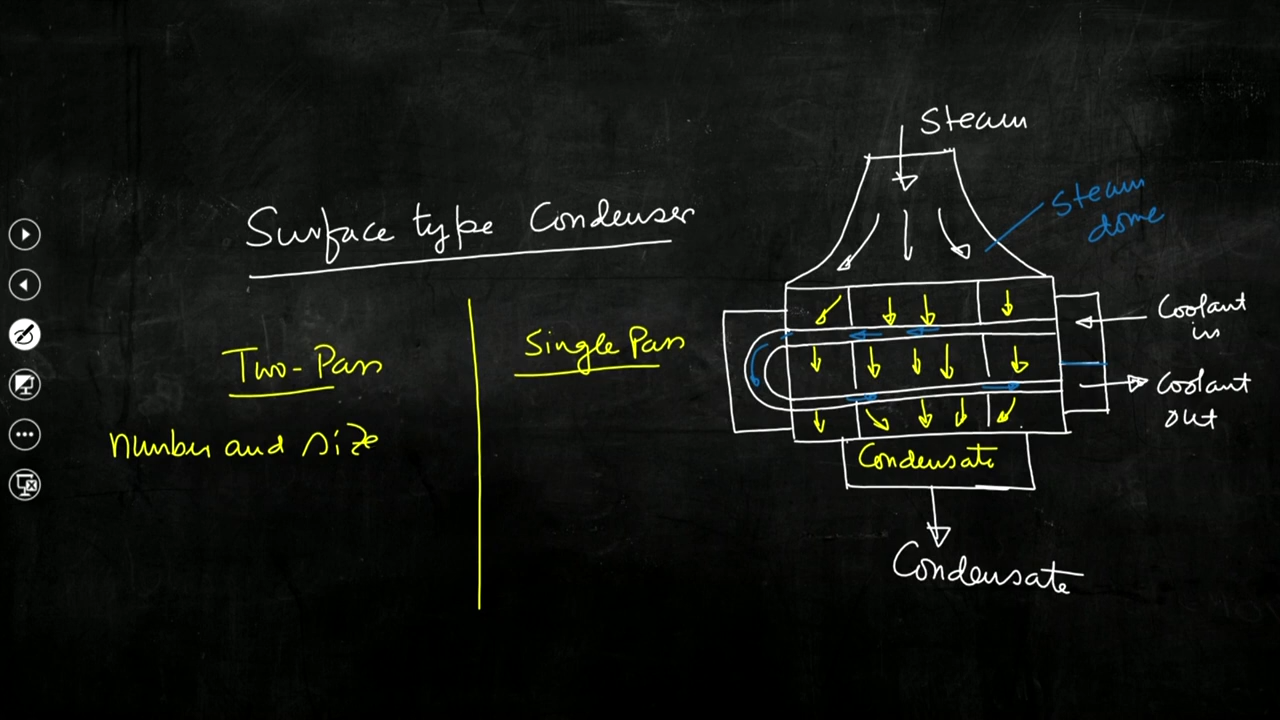 Steam
Steam
dome
Surface type Condenser
Coolant
in
Single Pass
Two-Pass
Coolant
out
number and size
Condensate
Condensate